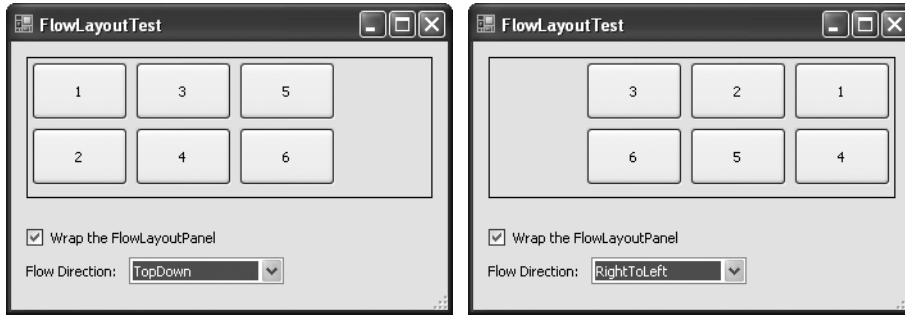 FlowLayoutTest
1 3 5
2 4 6
Wrap the FlowLayoutPanel
Flow Direction: TopDown
FlowLayoutTest
3 2 1
6 5 4
Wrap the FlowLayoutPanel
Flow Direction: RightToLeft